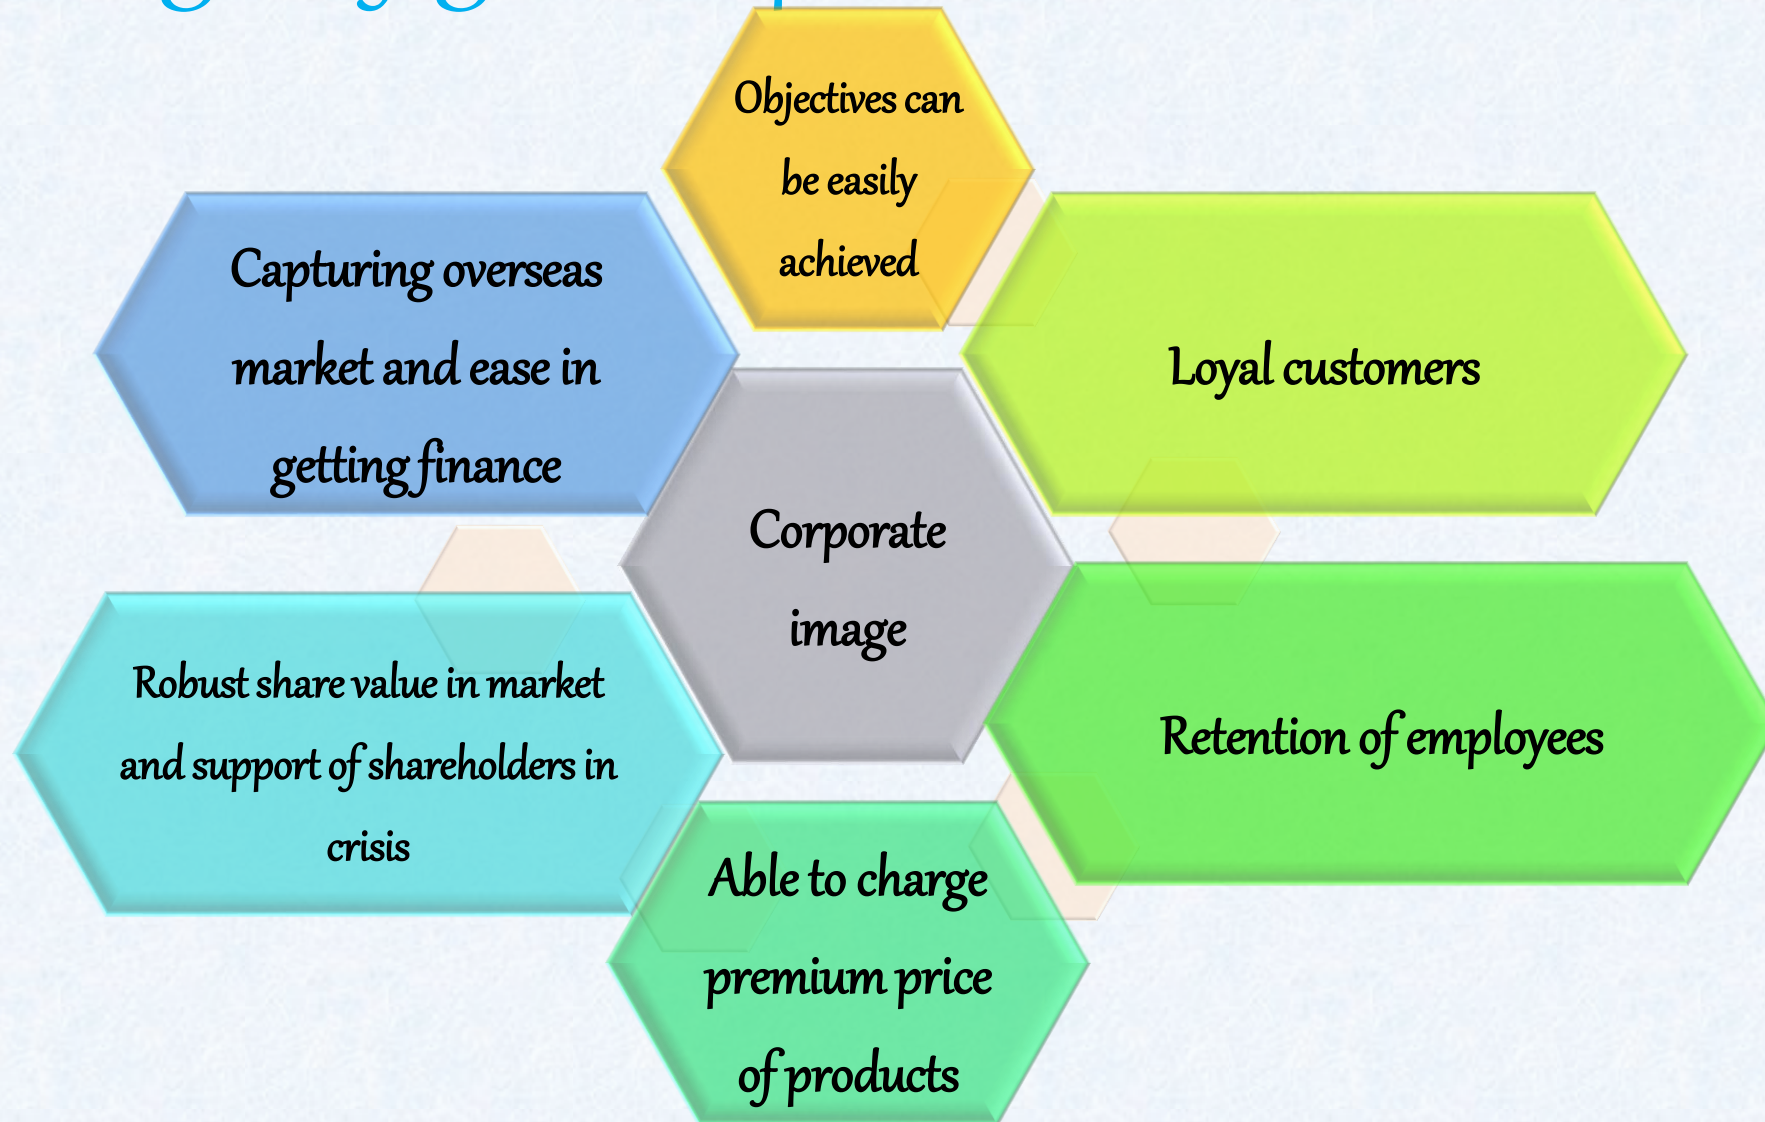 Objectives can
be easily
achieved
Capturing overseas
market and ease in
getting finance
Loyal customers
Corporate
image
Robust share value in market
and support of shareholders in
crisis
Retention of employees
Able to charge
premium price
of products